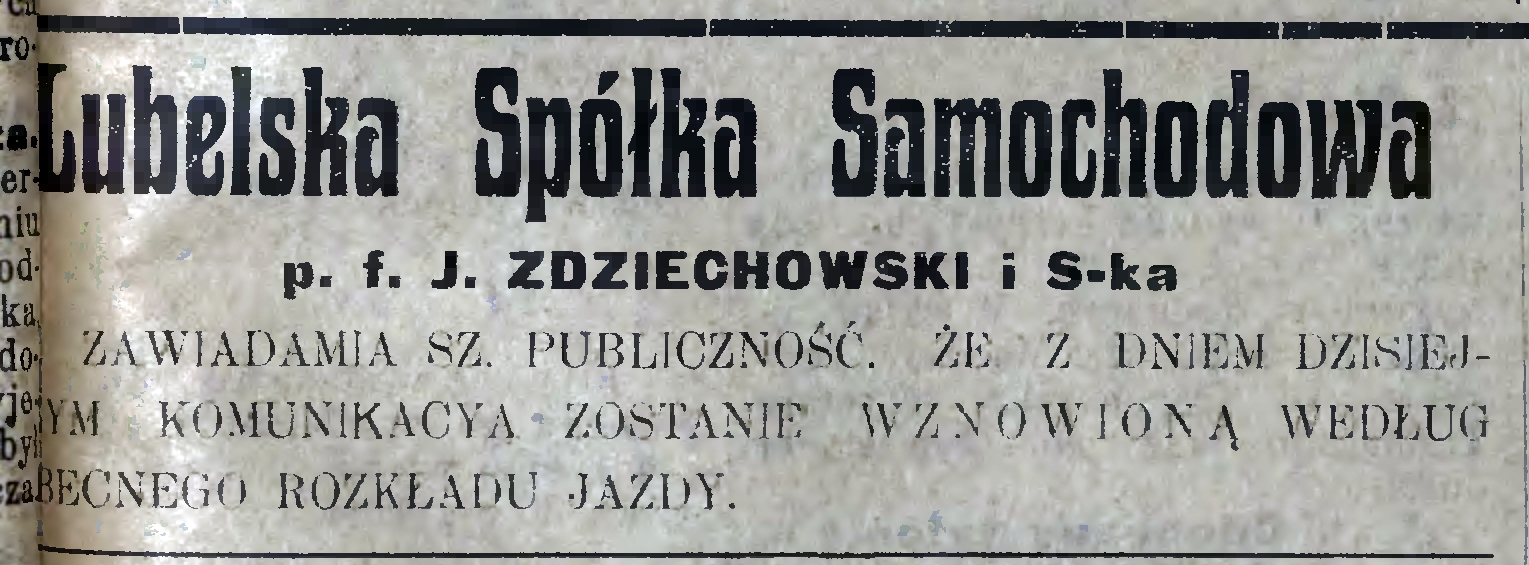 Lubelska Spółka Samochodowa
p. f. J. ZDZIECHOWSKI i S-ka
ZAWIADAMIA SZ. PUBLICZNOŚĆ. ŻE Z DNIEM DZISIEJ-
YM KOMUNIKACYA ZOSTANIE WZNOWIONĄ WEDŁUG
BECNEGO ROZKŁADU JAZDY.